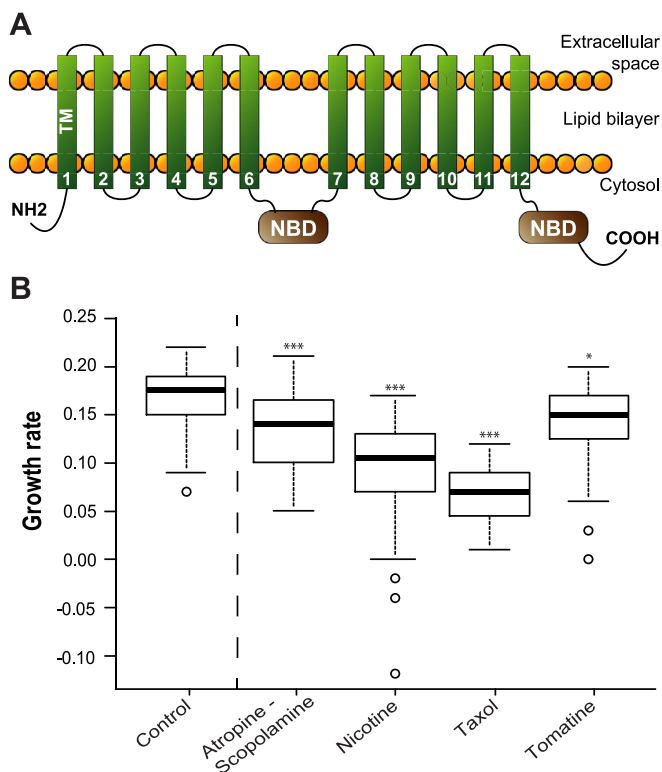 A
Extracellular
space
TM
Lipid bilayer
1 2 3 4 5 6 7 8 9 10 11 12
Cytosol
NH2
NBD
NBD
COOH
B
Growth rate
0.25
0.20
0.15
0.10
0.05
0.00
-0.05
-0.10
***
***
***
*
Control
Atropine -
Scopolamine
Nicotine
Taxol
Tomatine